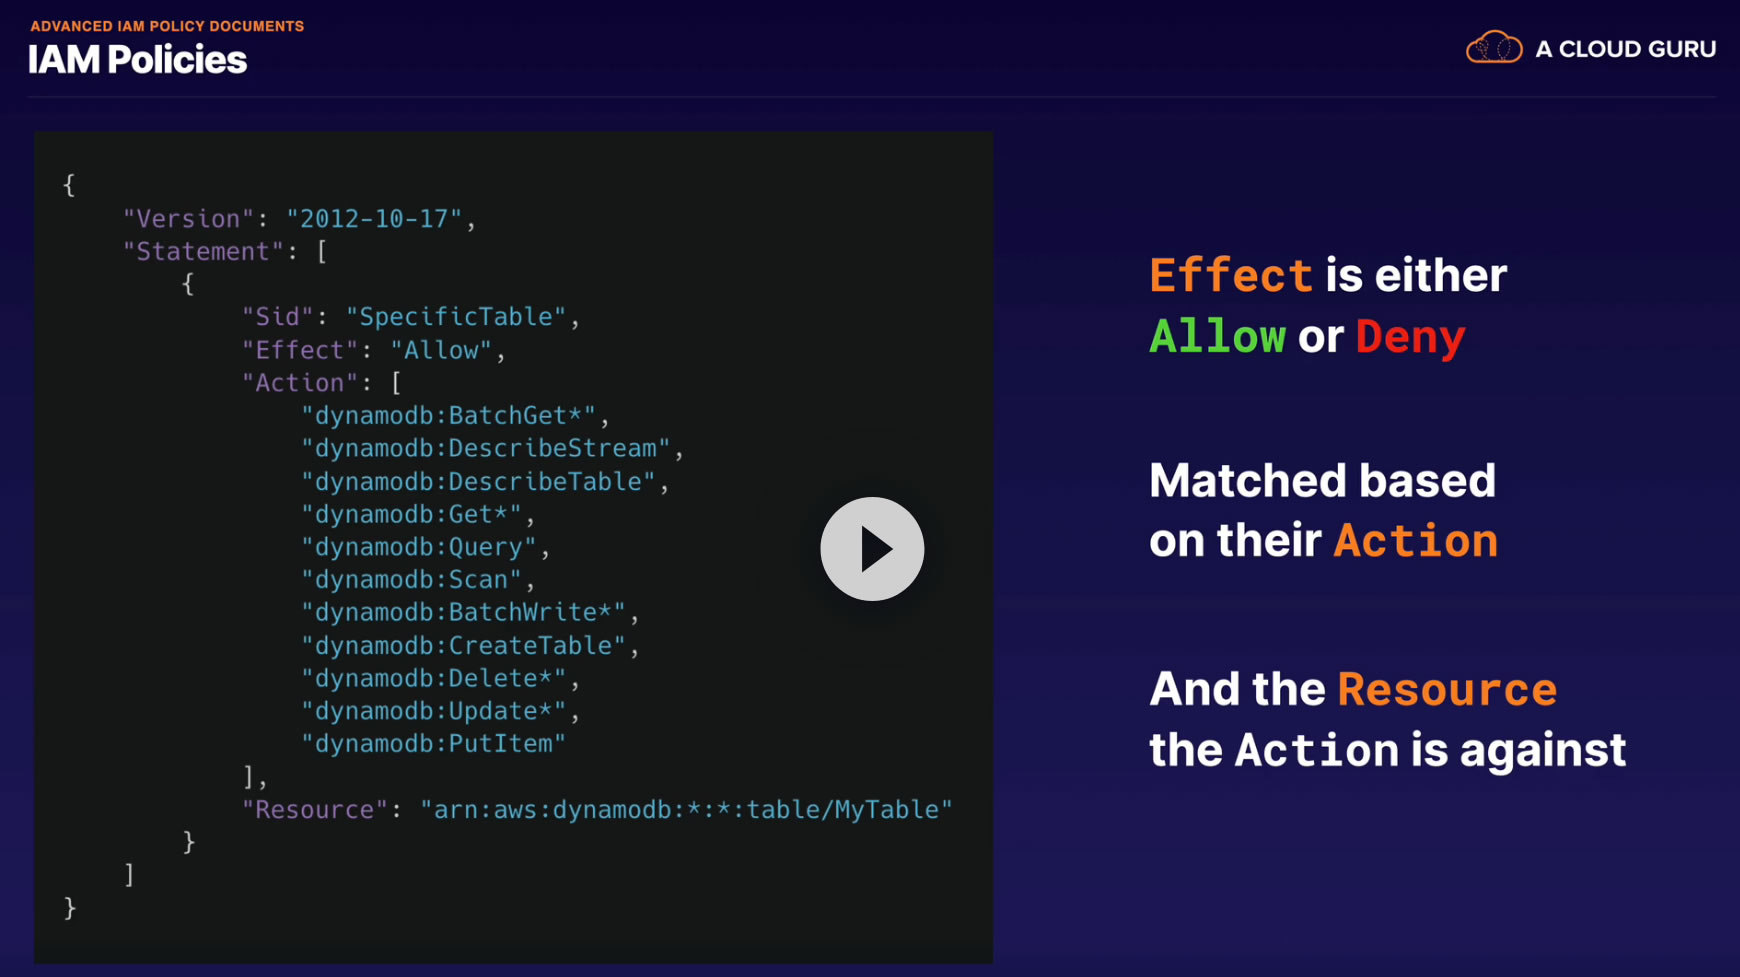 ADVANCED IAM POLICY DOCUMENTS
IAM Policies
A CLOUD GURU
{
"Version": "2012-10-17",
"Statement": [
{
"Sid": "SpecificTable",
"Effect": "Allow",
"Action": [
"dynamodb:BatchGet*",
"dynamodb:DescribeStream",
"dynamodb:DescribeTable",
"dynamodb:Get*",
"dynamodb:Query",
"dynamodb:Scan",
"dynamodb:BatchWrite*",
"dynamodb:CreateTable",
"dynamodb:Delete*",
"dynamodb:Update*",
"dynamodb:PutItem"
],
"Resource": "arn:aws:dynamodb:*:*:table/MyTable"
}
]
}
Effect is either
Allow or Deny
Matched based
on their Action
And the Resource
the Action is against